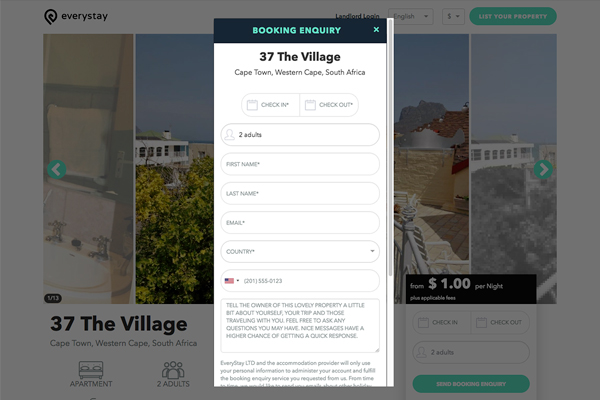 everystay
Landlord Login
English
$
LIST YOUR PROPERTY
BOOKING ENQUIRY
×
37 The Village
Cape Town, Western Cape, South Africa
CHECK IN*
CHECK OUT*
2 adults
FIRST NAME*
LAST NAME*
EMAIL*
COUNTRY*
(201) 555-0123
TELL THE OWNER OF THIS LOVELY PROPERTY A LITTLE
BIT ABOUT YOURSELF, YOUR TRIP AND THOSE
TRAVELING WITH YOU. FEEL FREE TO ASK ANY
QUESTIONS YOU MAY HAVE. NICE MESSAGES HAVE A
HIGHER CHANCE OF GETTING A QUICK RESPONSE.
EveryStay LTD and the accommodation provider will only use
your personal information to administer your account and fulfill
the booking enquiry service you requested from us. From time
1/13
37 The Village
Cape Town, Western Cape, South Africa
APARTMENT
2 ADULTS
from $ 1.00 per Night
plus applicable fees
CHECK IN
CHECK OUT
2 adults
SEND BOOKING ENQUIRY